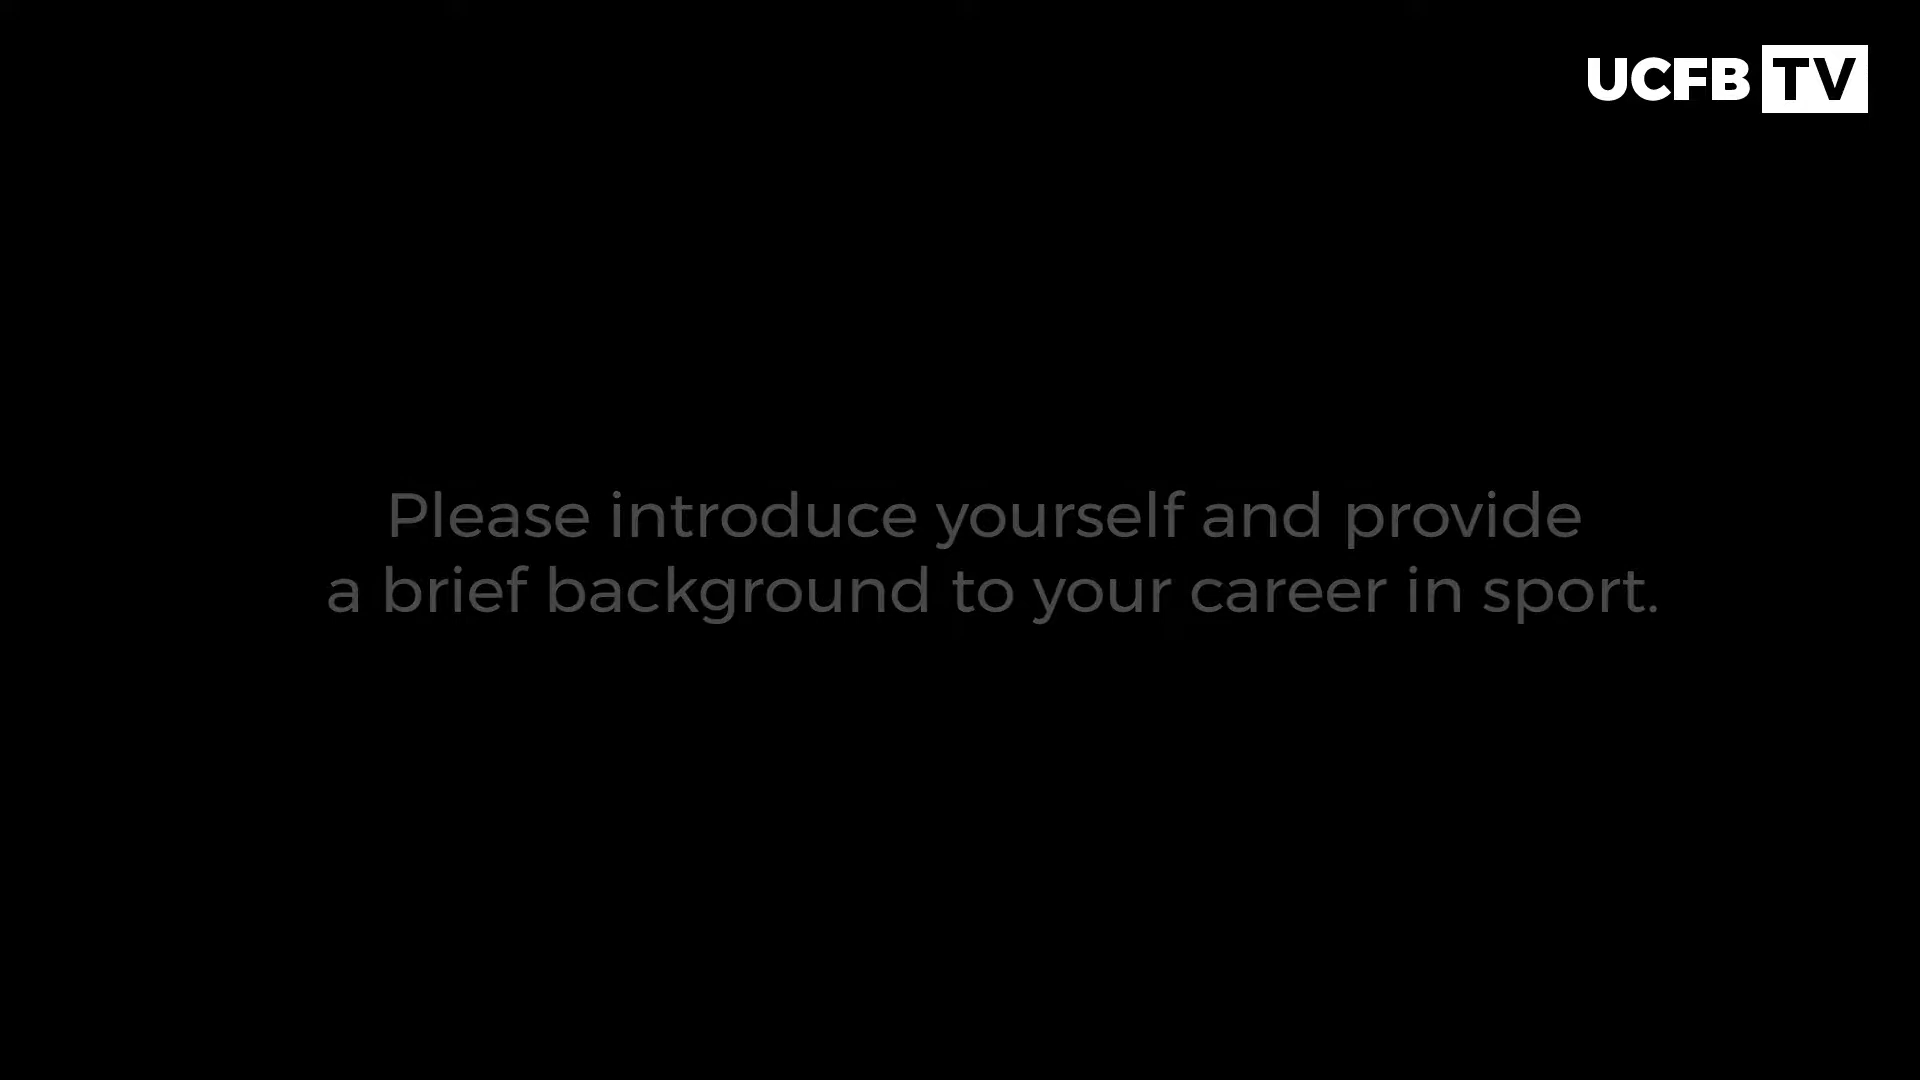 UCFB TV
Please introduce yourself and provide
a brief background to your career in sport.